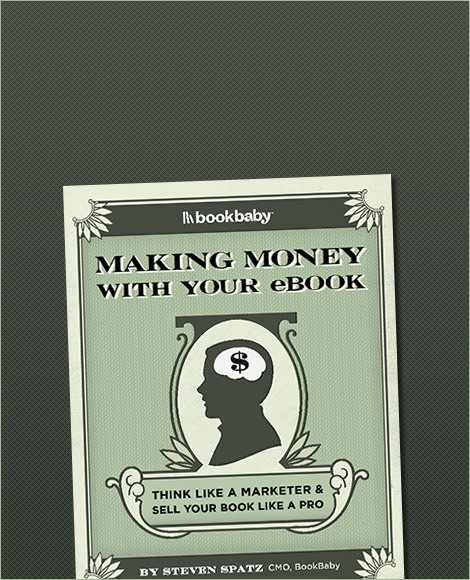 bookbaby
MAKING MONEY
WITH YOUR eBOOK
$
THINK LIKE A MARKETER &
SELL YOUR BOOK LIKE A PRO
BY STEVEN SPATZ CMO, BookBaby